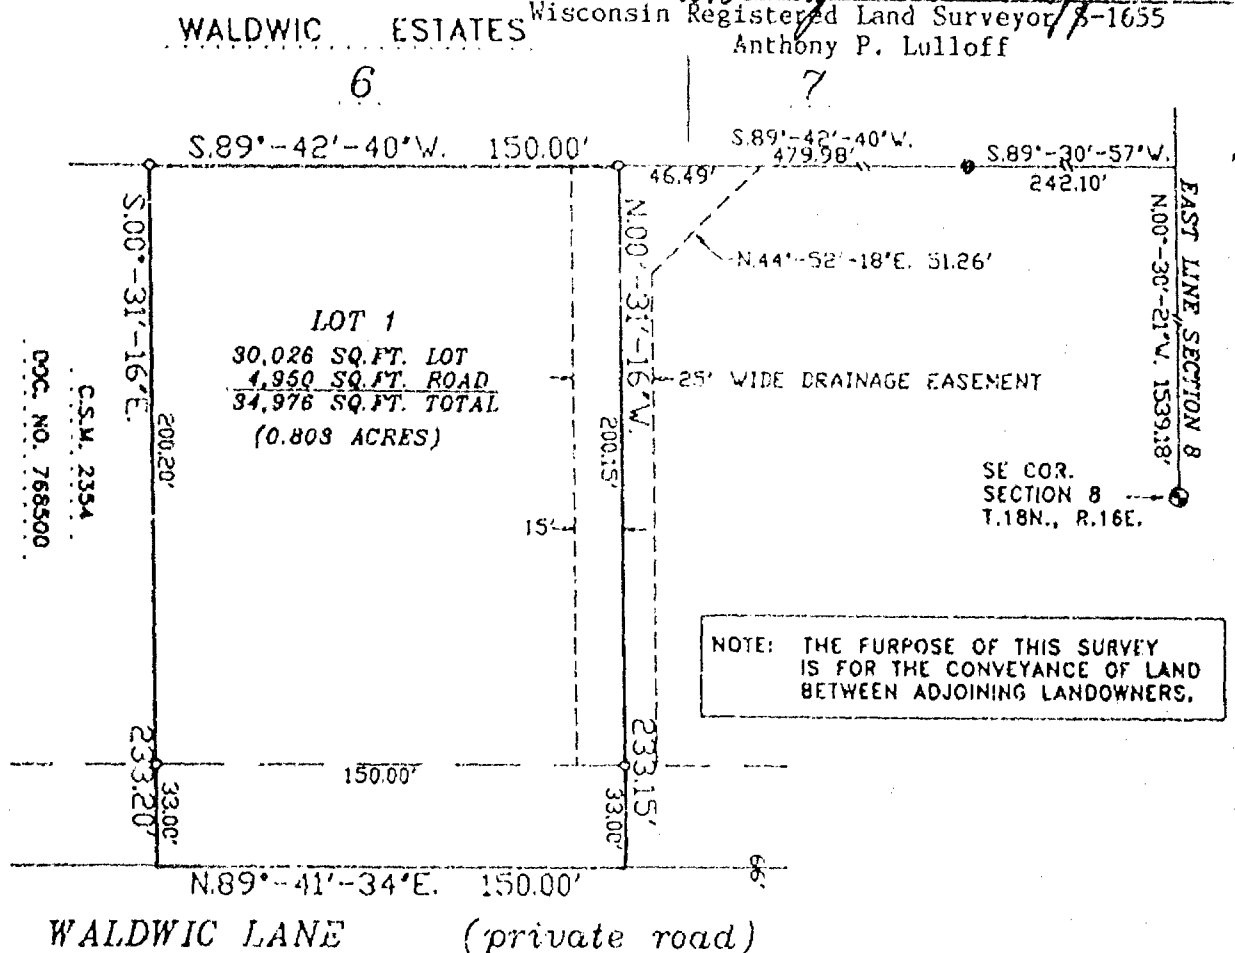 Wisconsin Registered Land Surveyor S-1655
Anthony P. Lulloff
WALDWIC ESTATES
6
7
S.89°-42'-40"W. 150.00'
S.89°-42'-40"W.
479.98'
S.89°-30'-57"W.
242.10'
46.49'
N.44°-52'-18"E. 51.26'
EAST LINE SECTION 8
N.00°-30'-21"W. 1539.18'
S.00°-31'-16"E.
200.20'
N.00°-31'-16"W.
200.15'
LOT 1
30,026 SQ.FT. LOT
4,950 SQ.FT. ROAD
34,976 SQ.FT. TOTAL
(0.803 ACRES)
25' WIDE DRAINAGE EASEMENT
C.S.M. 2354
DOC. NO. 768500
15'
SE COR.
SECTION 8
T.18N., R.16E.
NOTE: THE PURPOSE OF THIS SURVEY
IS FOR THE CONVEYANCE OF LAND
BETWEEN ADJOINING LANDOWNERS.
233.20'
33.00'
150.00'
233.15'
33.00'
66'
N.89°-41'-34"E. 150.00'
WALDWIC LANE (private road)